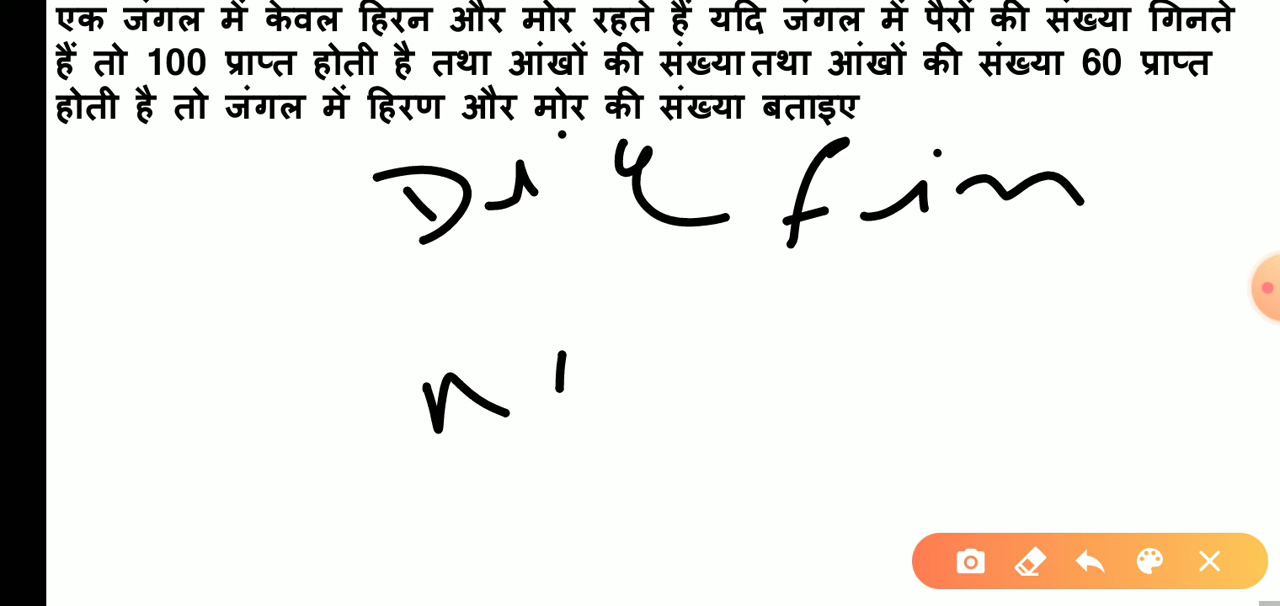 एक जंगल में केवल हिरन और मोर रहते हैं यदि जंगल में पैरों की संख्या गिनते
हैं तो 100 प्राप्त होती है तथा आंखों की संख्या तथा आंखों की संख्या 60 प्राप्त
होती है तो जंगल में हिरण और मोर की संख्या बताइए